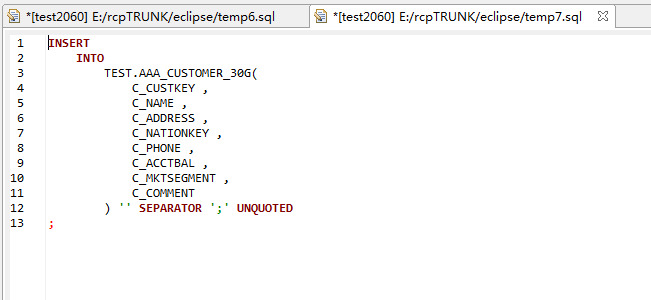 *[test2060] E:/rcpTRUNK/eclipse/temp6.sql *[test2060] E:/rcpTRUNK/eclipse/temp7.sql
1 INSERT
2 INTO
3 TEST.AAA_CUSTOMER_30G(
4 C_CUSTKEY ,
5 C_NAME ,
6 C_ADDRESS ,
7 C_NATIONKEY ,
8 C_PHONE ,
9 C_ACCTBAL ,
10 C_MKTSEGMENT ,
11 C_COMMENT
12 ) '' SEPARATOR ';' UNQUOTED
13 ;